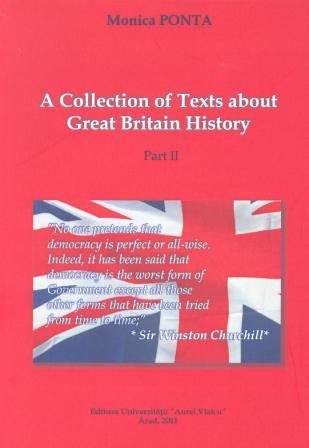 Monica PONTA
A Collection of Texts about
Great Britain History
Part II
"No one pretends that
democracy is perfect or all-wise.
Indeed, it has been said that
democracy is the worst form of
Government except all those
other forms that have been tried
from time to time;"
* Sir Winston Churchill*
Editura Universității "Aurel Vlaicu"
Arad, 2011